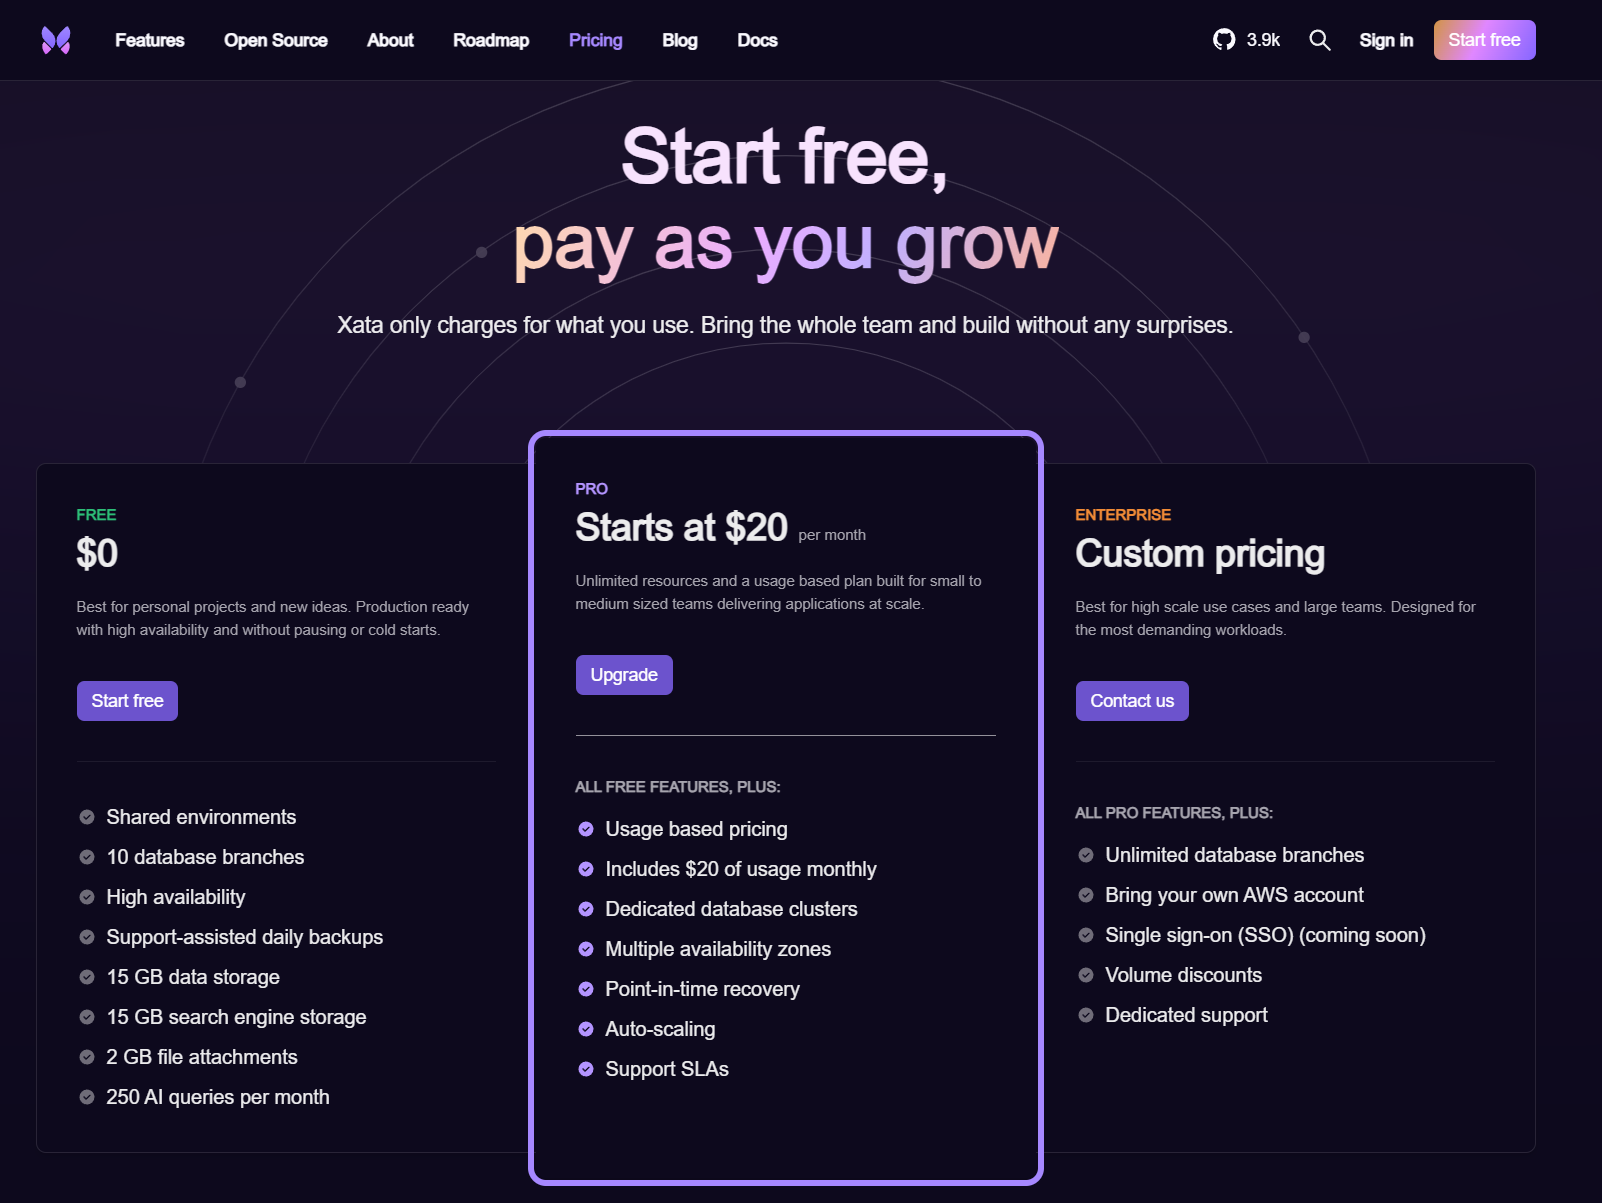 Features
Open Source
About
Roadmap
Pricing
Blog
Docs
3.9k
Sign in
Start free
Start free,
pay as you grow
Xata only charges for what you use. Bring the whole team and build without any surprises.
FREE
$0
Best for personal projects and new ideas. Production ready
with high availability and without pausing or cold starts.
Start free
Shared environments
10 database branches
High availability
Support-assisted daily backups
15 GB data storage
15 GB search engine storage
2 GB file attachments
250 AI queries per month
PRO
Starts at $20 per month
Unlimited resources and a usage based plan built for small to
medium sized teams delivering applications at scale.
Upgrade
ALL FREE FEATURES, PLUS:
Usage based pricing
Includes $20 of usage monthly
Dedicated database clusters
Multiple availability zones
Point-in-time recovery
Auto-scaling
Support SLAs
ENTERPRISE
Custom pricing
Best for high scale use cases and large teams. Designed for
the most demanding workloads.
Contact us
ALL PRO FEATURES, PLUS:
Unlimited database branches
Bring your own AWS account
Single sign-on (SSO) (coming soon)
Volume discounts
Dedicated support